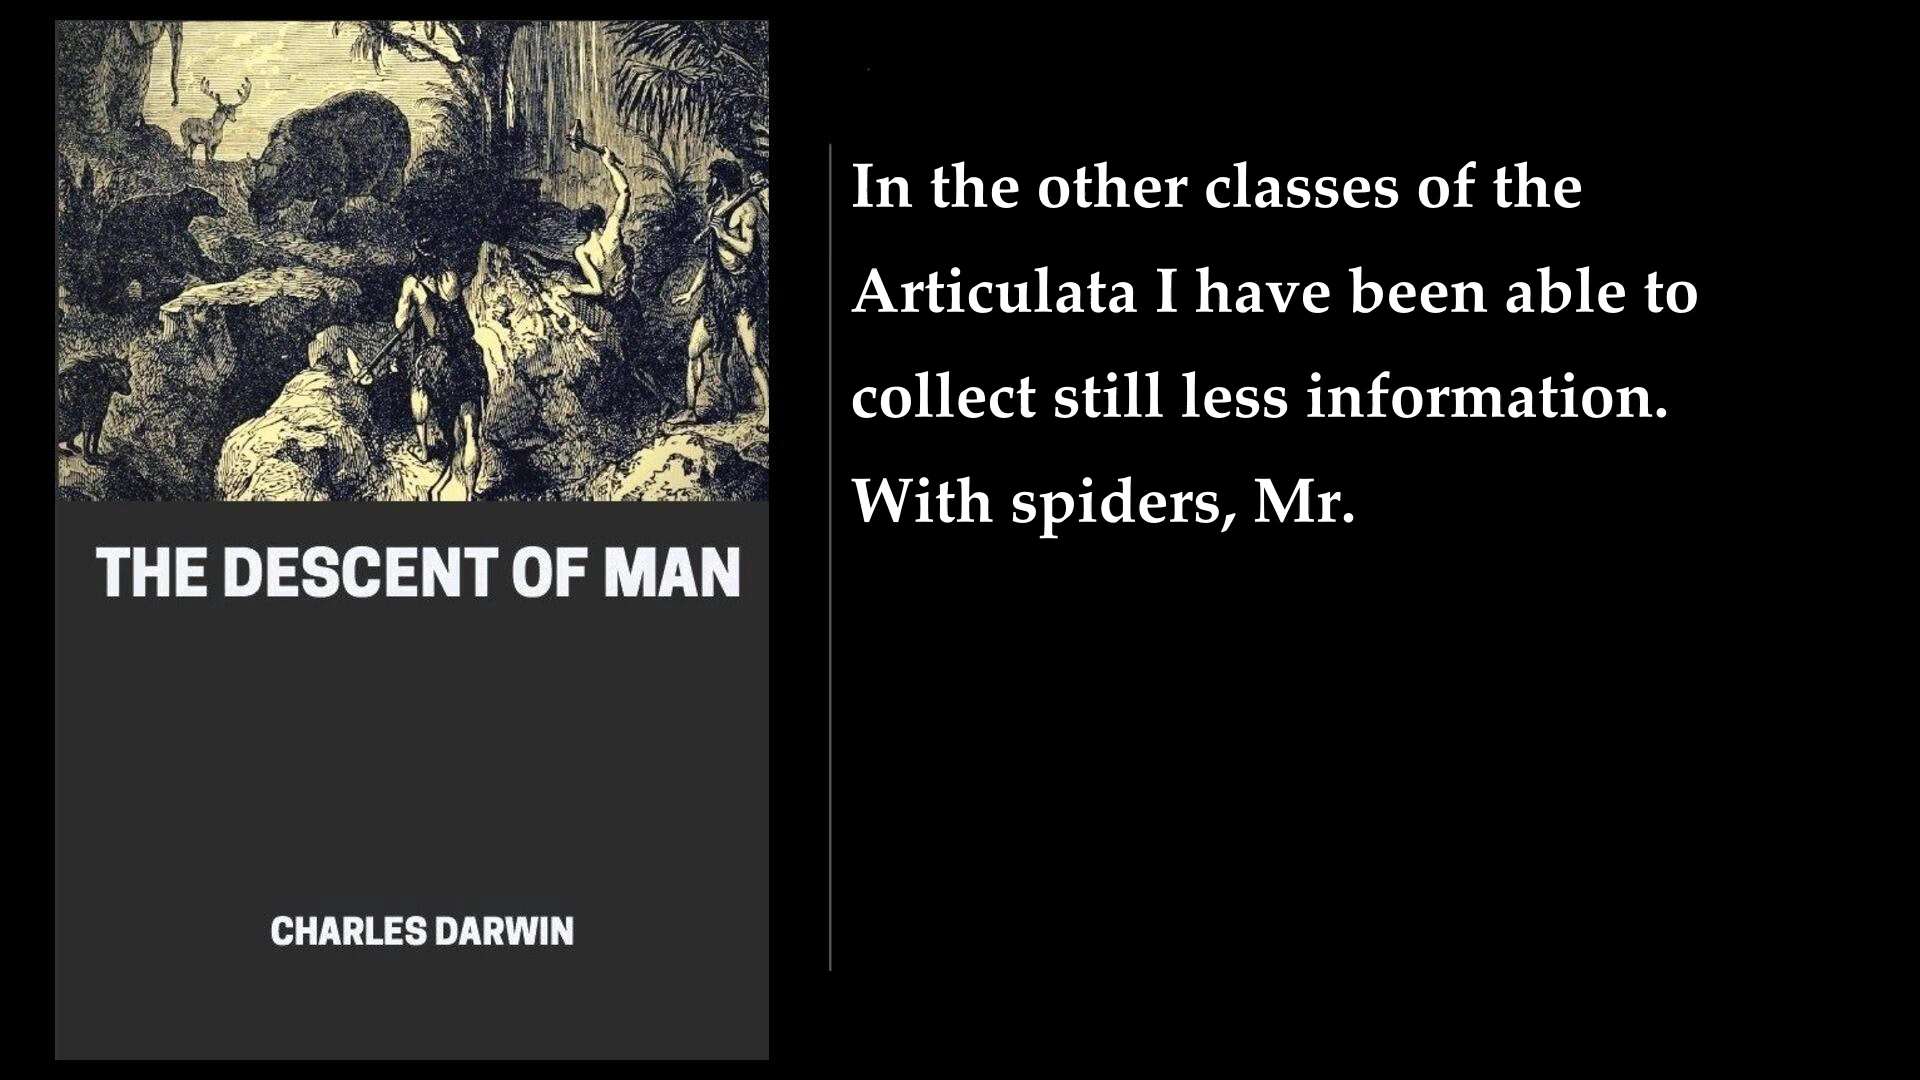 THE DESCENT OF MAN
CHARLES DARWIN
In the other classes of the
Articulata I have been able to
collect still less information.
With spiders, Mr.